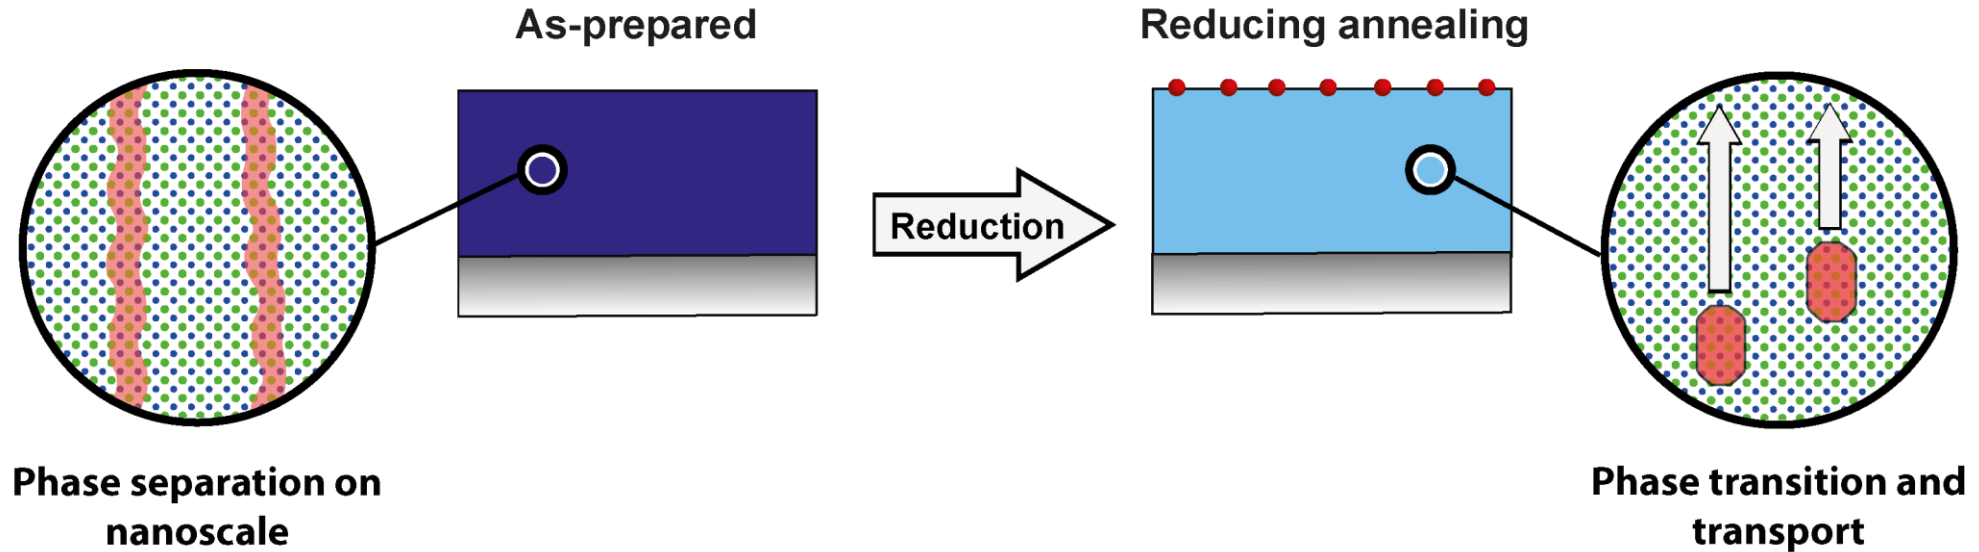 As-prepared
Reducing annealing
Reduction
Phase separation on
nanoscale
Phase transition and
transport